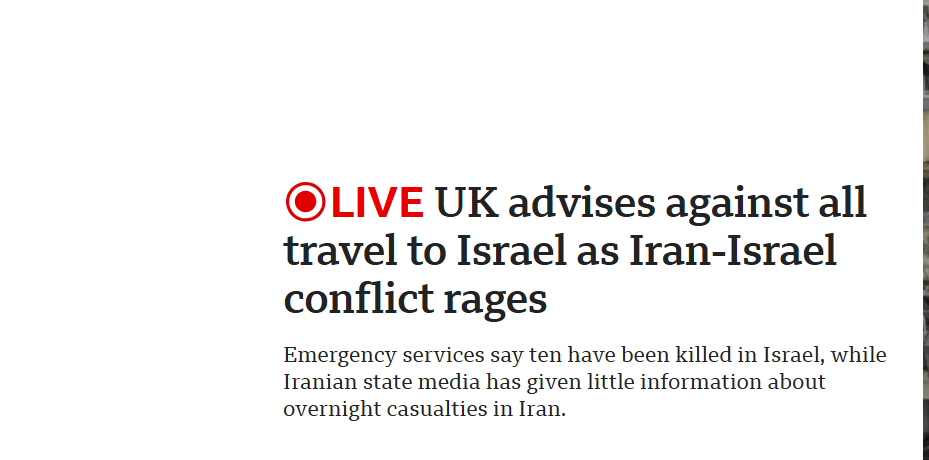 LIVE UK advises against all
travel to Israel as Iran-Israel
conflict rages
Emergency services say ten have been killed in Israel, while
Iranian state media has given little information about
overnight casualties in Iran.